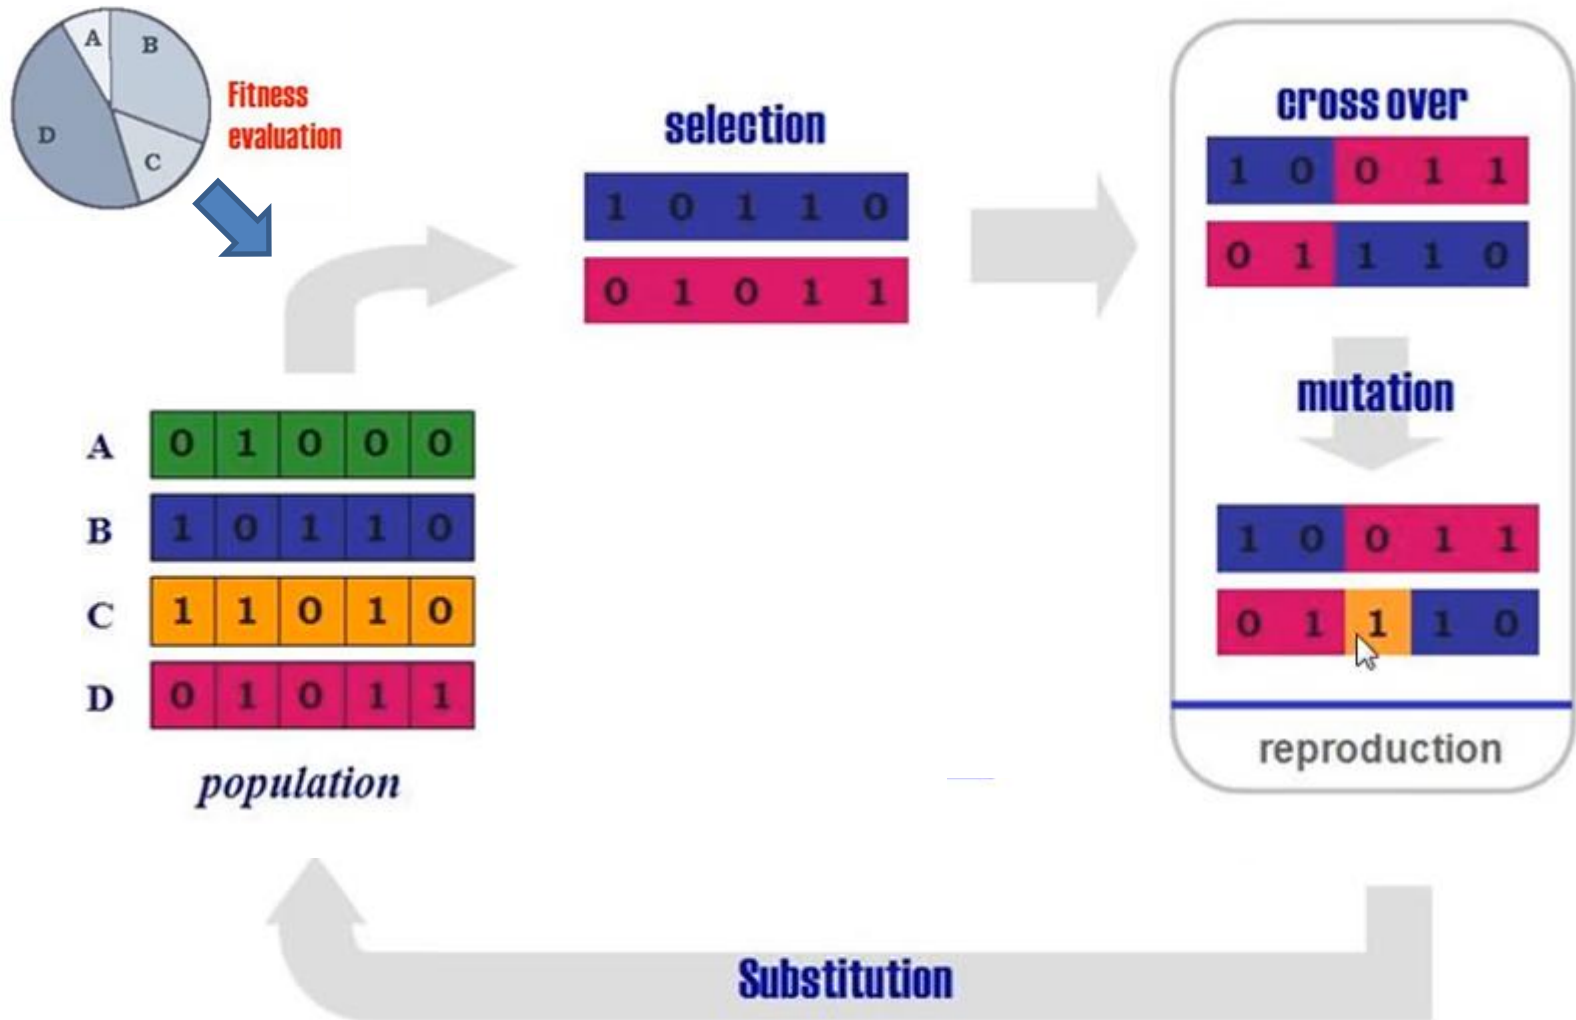 A
B
C
D
Fitness
evaluation
selection
1 0 1 1 0
0 1 0 1 1
cross over
1 0 0 1 1
0 1 1 1 0
mutation
1 0 0 1 1
0 1 1 1 0
reproduction
A 0 1 0 0 0
B 1 0 1 1 0
C 1 1 0 1 0
D 0 1 0 1 1
population
Substitution